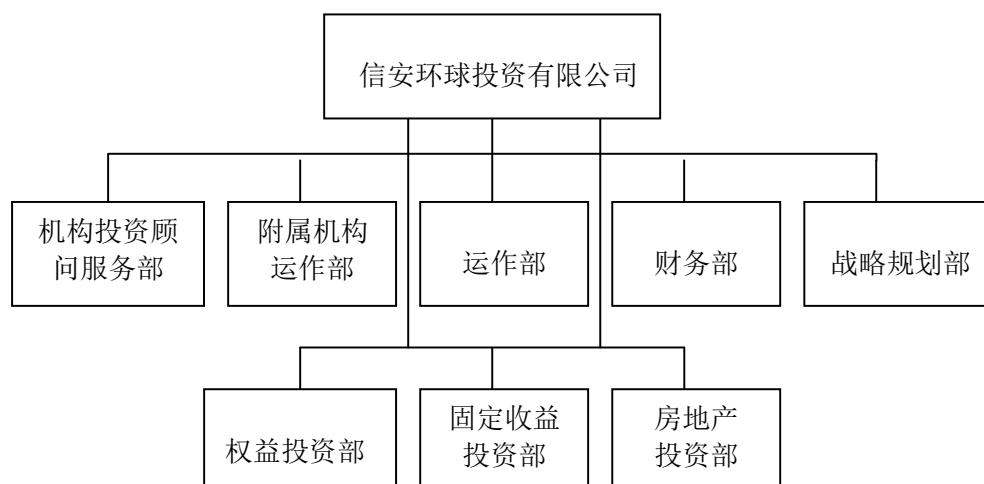 信安环球投资有限公司
机构投资顾
问服务部
附属机构
运作部
运作部
财务部
战略规划部
权益投资部
固定收益
投资部
房地产
投资部